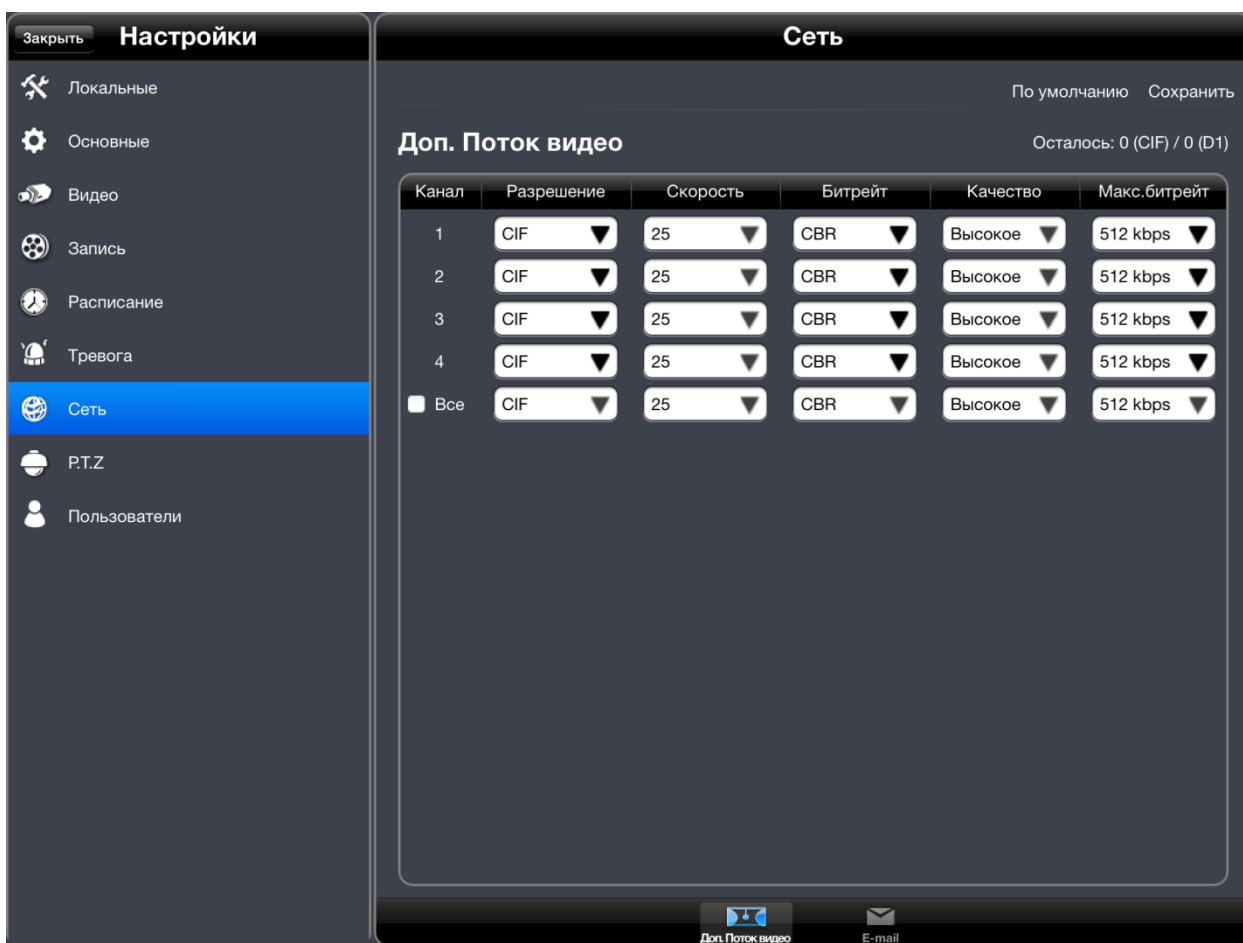 Закрыть Настройки
Сеть
Локальные
Основные
Видео
Запись
Расписание
Тревога
Сеть
P.T.Z
Пользователи
По умолчанию Сохранить
Доп. Поток видео Осталось: 0 (CIF) / 0 (D1)
Канал Разрешение Скорость Битрейт Качество Макс.битрейт
1 CIF 25 CBR Высокое 512 kbps
2 CIF 25 CBR Высокое 512 kbps
3 CIF 25 CBR Высокое 512 kbps
4 CIF 25 CBR Высокое 512 kbps
Все CIF 25 CBR Высокое 512 kbps
Доп. Поток видео E-mail